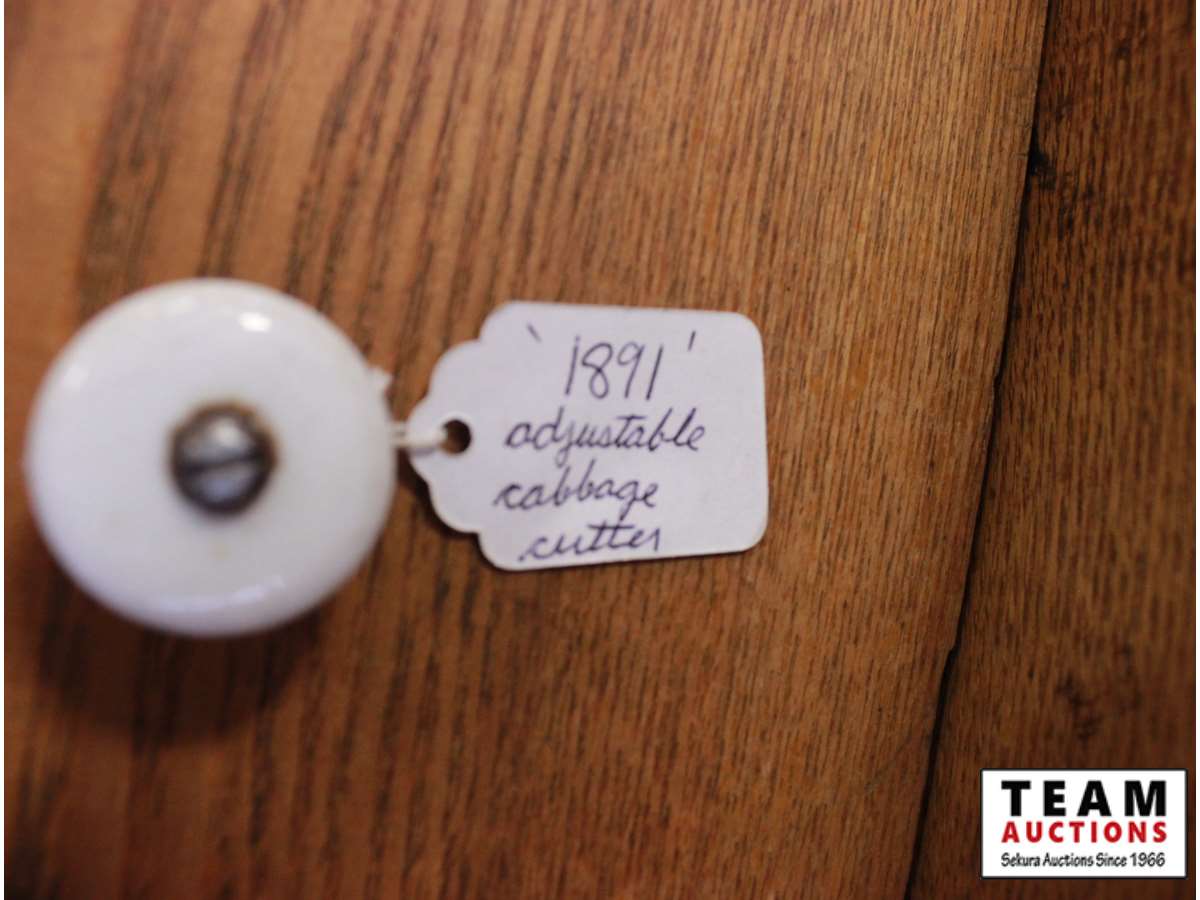 '1891'
adjustable
cabbage
cutter
TEAM
AUCTIONS
Sekura Auctions Since 1966